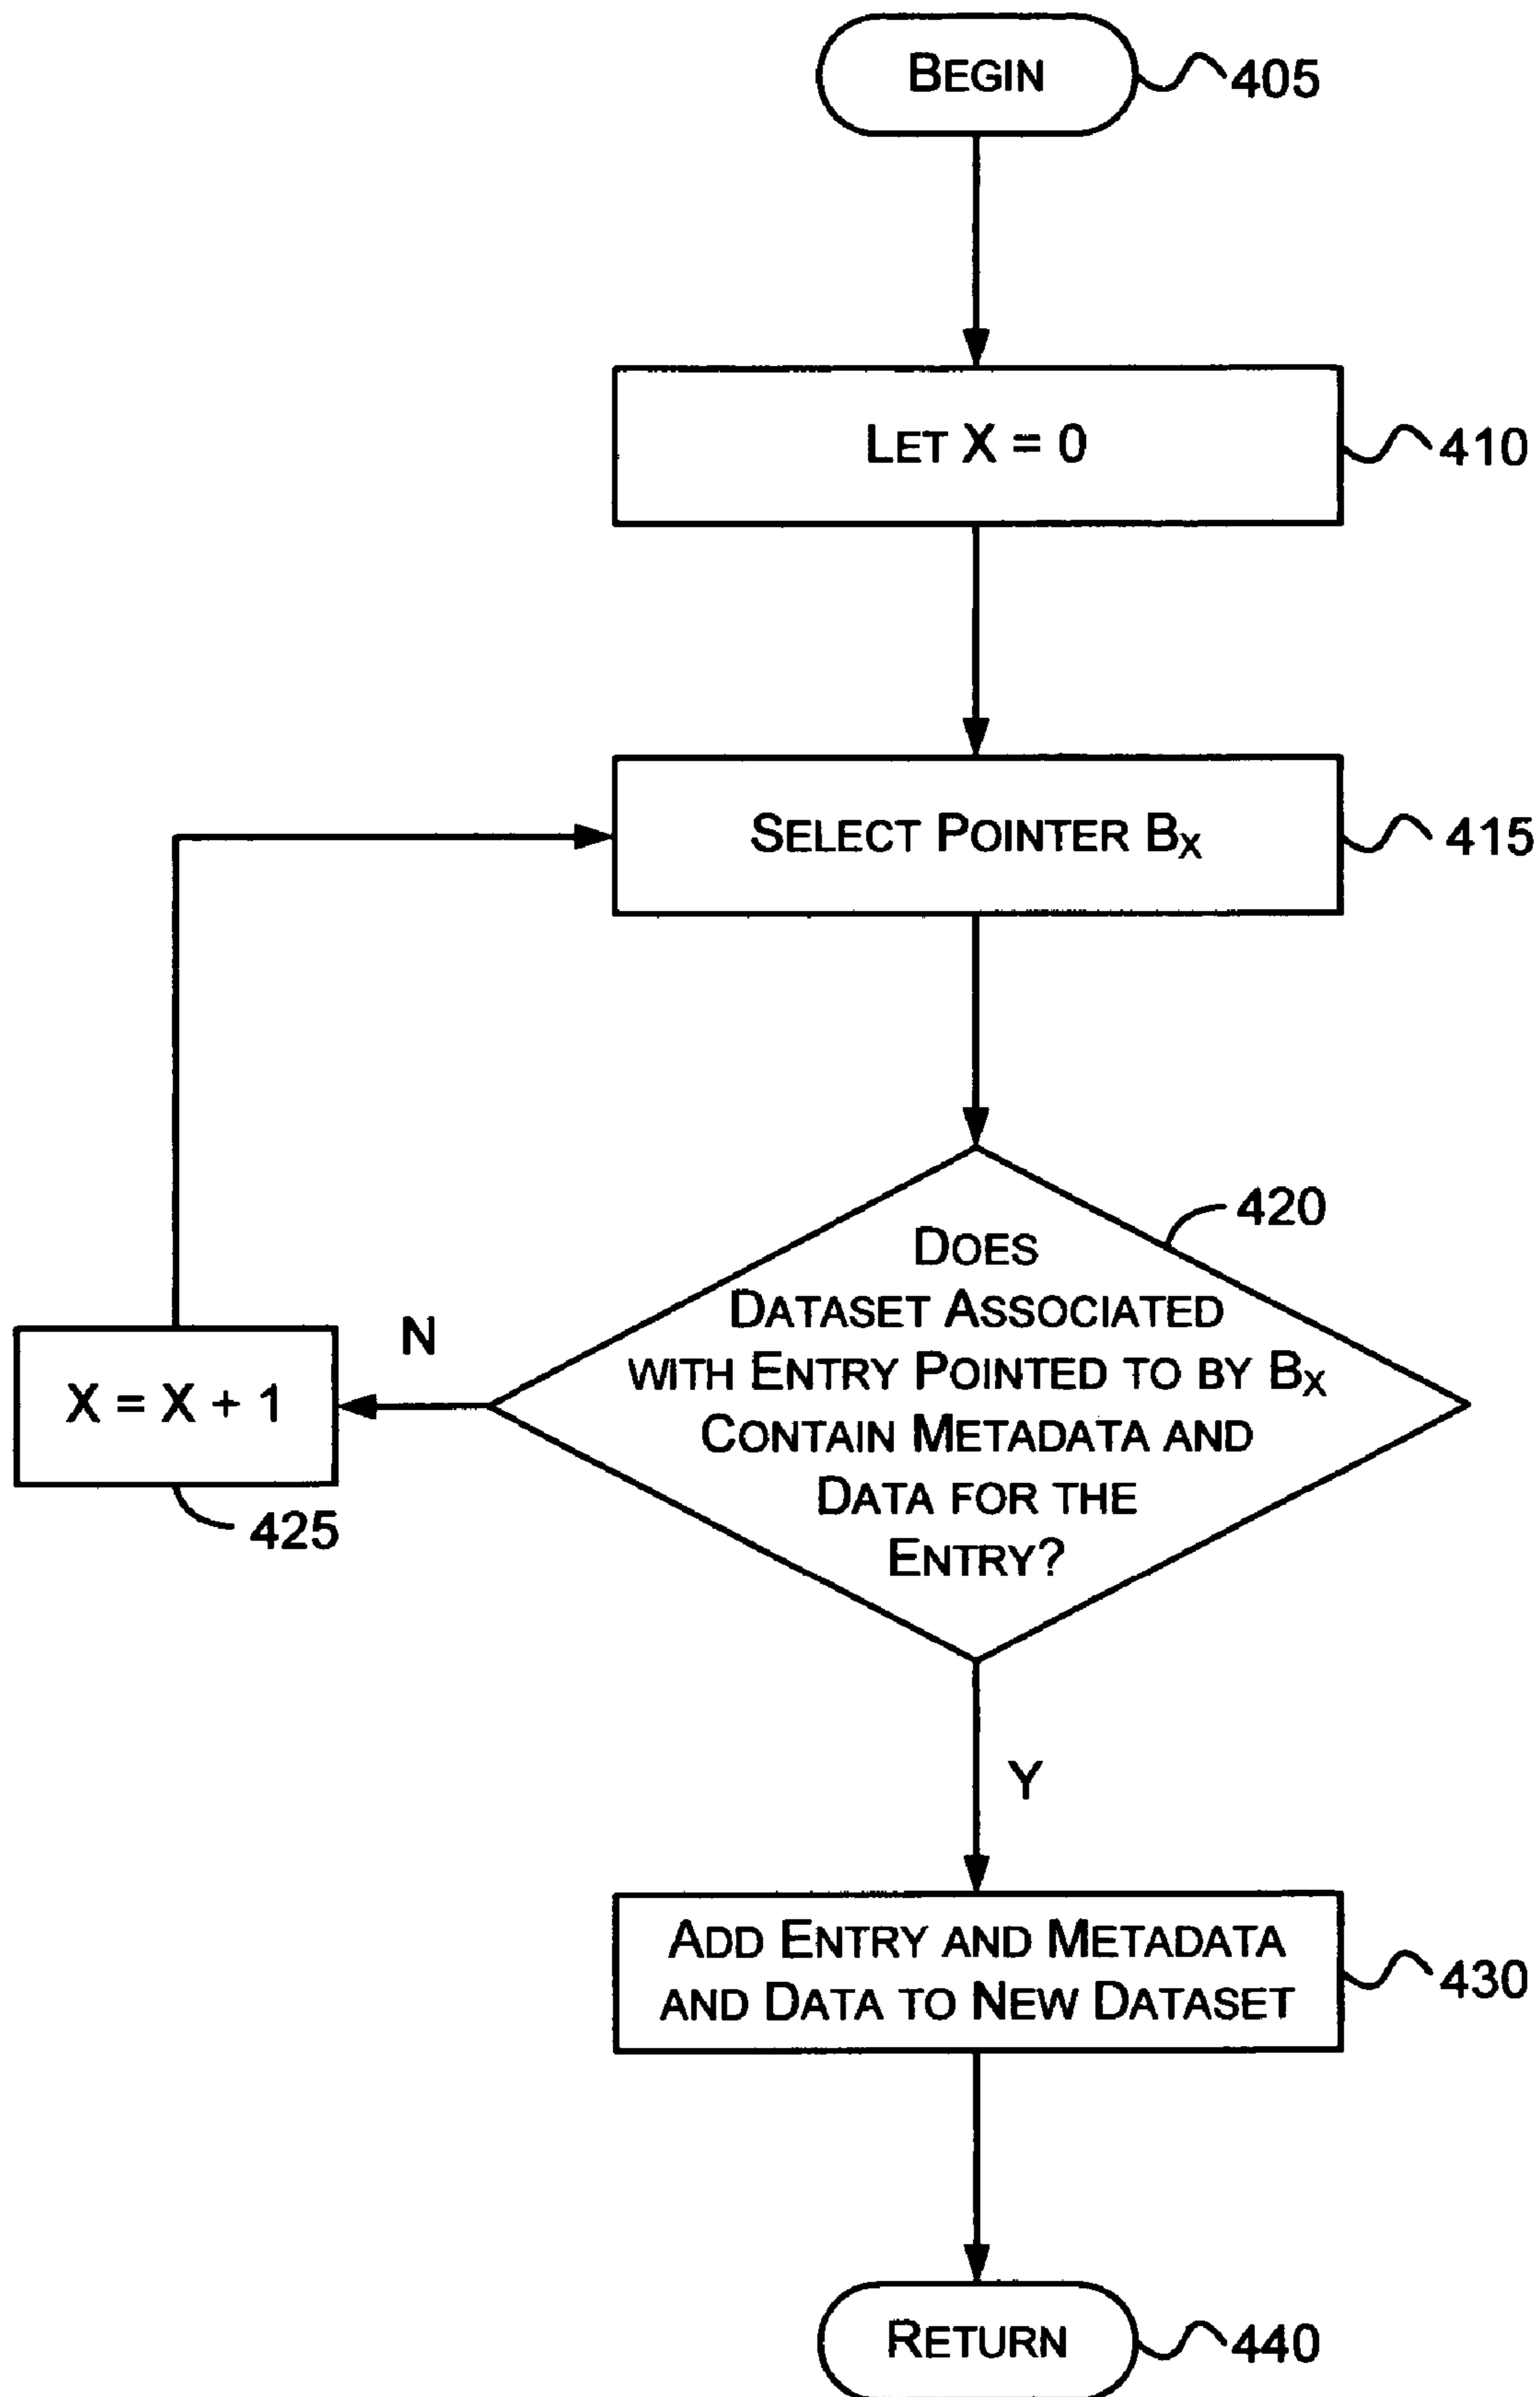 BEGIN
405
LET X = 0
410
SELECT POINTER BX
415
420
DOES
DATASET ASSOCIATED
WITH ENTRY POINTED TO BY BX
CONTAIN METADATA AND
DATA FOR THE
ENTRY?
N
X = X + 1
425
Y
ADD ENTRY AND METADATA
AND DATA TO NEW DATASET
430
RETURN
440